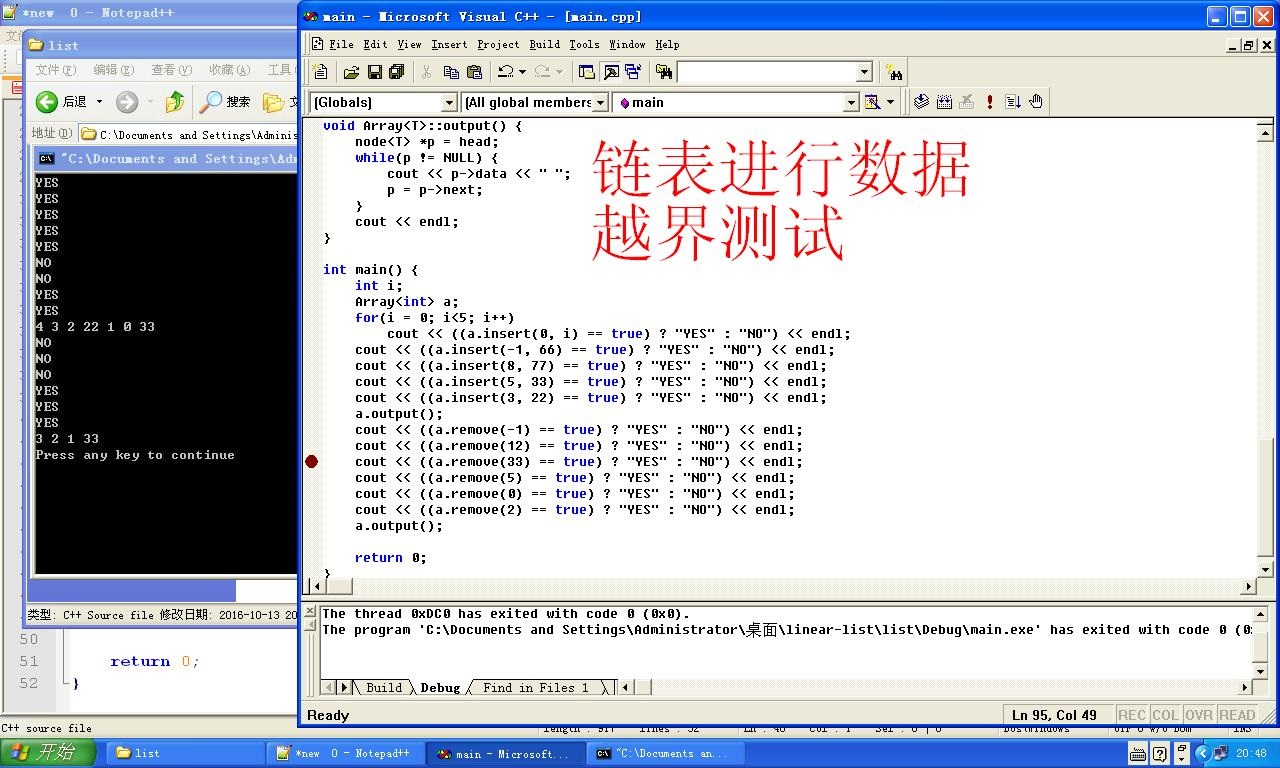 *new  0 - Notepad++
list
文件(F) 编辑(E) 查看(V) 收藏(A) 工具
后退 搜索
地址(D) C:\Documents and Settings\Adminis
"C:\Documents and Settings\Ad
YES
YES
YES
YES
YES
NO
NO
YES
YES
4 3 2 22 1 0 33
NO
NO
NO
YES
YES
YES
3 2 1 33
Press any key to continue
类型: C++ Source file 修改日期: 2016-10-13 20
50
51 return 0;
52 }
C++ source file
main - Microsoft Visual C++ - [main.cpp]
File Edit View Insert Project Build Tools Window Help
(Globals) (All global members main
void Array<T>::output() {
node<T> *p = head;
while(p != NULL) {
cout << p->data << " ";
p = p->next;
}
cout << endl;
}
链表进行数据
越界测试
int main() {
int i;
Array<int> a;
for(i = 0; i<5; i++)
cout << ((a.insert(0, i) == true) ? "YES" : "NO") << endl;
cout << ((a.insert(-1, 66) == true) ? "YES" : "NO") << endl;
cout << ((a.insert(8, 77) == true) ? "YES" : "NO") << endl;
cout << ((a.insert(5, 33) == true) ? "YES" : "NO") << endl;
cout << ((a.insert(3, 22) == true) ? "YES" : "NO") << endl;
a.output();
cout << ((a.remove(-1) == true) ? "YES" : "NO") << endl;
cout << ((a.remove(12) == true) ? "YES" : "NO") << endl;
cout << ((a.remove(33) == true) ? "YES" : "NO") << endl;
cout << ((a.remove(5) == true) ? "YES" : "NO") << endl;
cout << ((a.remove(0) == true) ? "YES" : "NO") << endl;
cout << ((a.remove(2) == true) ? "YES" : "NO") << endl;
a.output();
return 0;
}
The thread 0xDC0 has exited with code 0 (0x0).
The program 'C:\Documents and Settings\Administrator\桌面\linear-list\list\Debug\main.exe' has exited with code 0 (0
Build Debug Find in Files 1
Ready Ln 95, Col 49 REC COL OVR READ
开始 list *new  0 - Notepad++ main - Microsoft... "C:\Documents an... 20:48